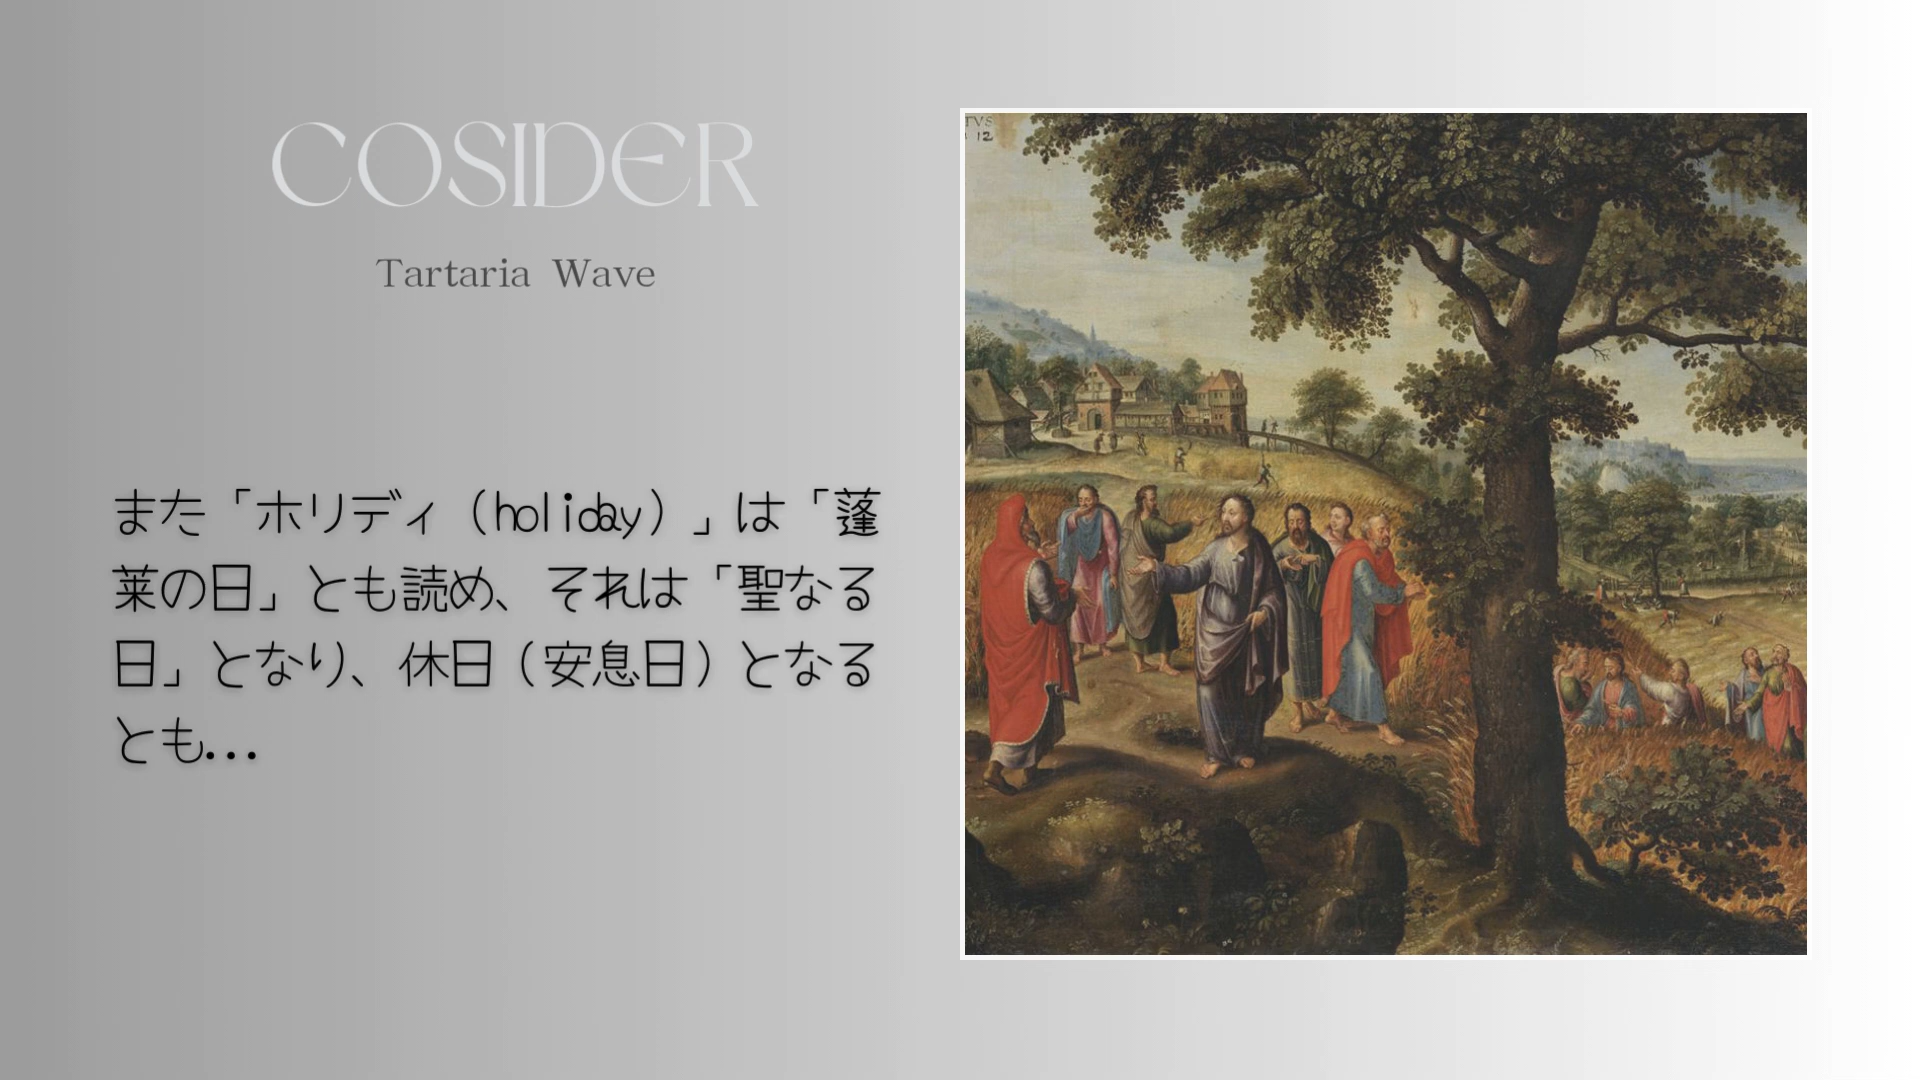 COSIDER
Tartaria Wave
また「ホリディ（holiday）」は「蓬
莱の日」とも読め、それは「聖なる
日」となり、休日（安息日）となる
とも...
TVS
12